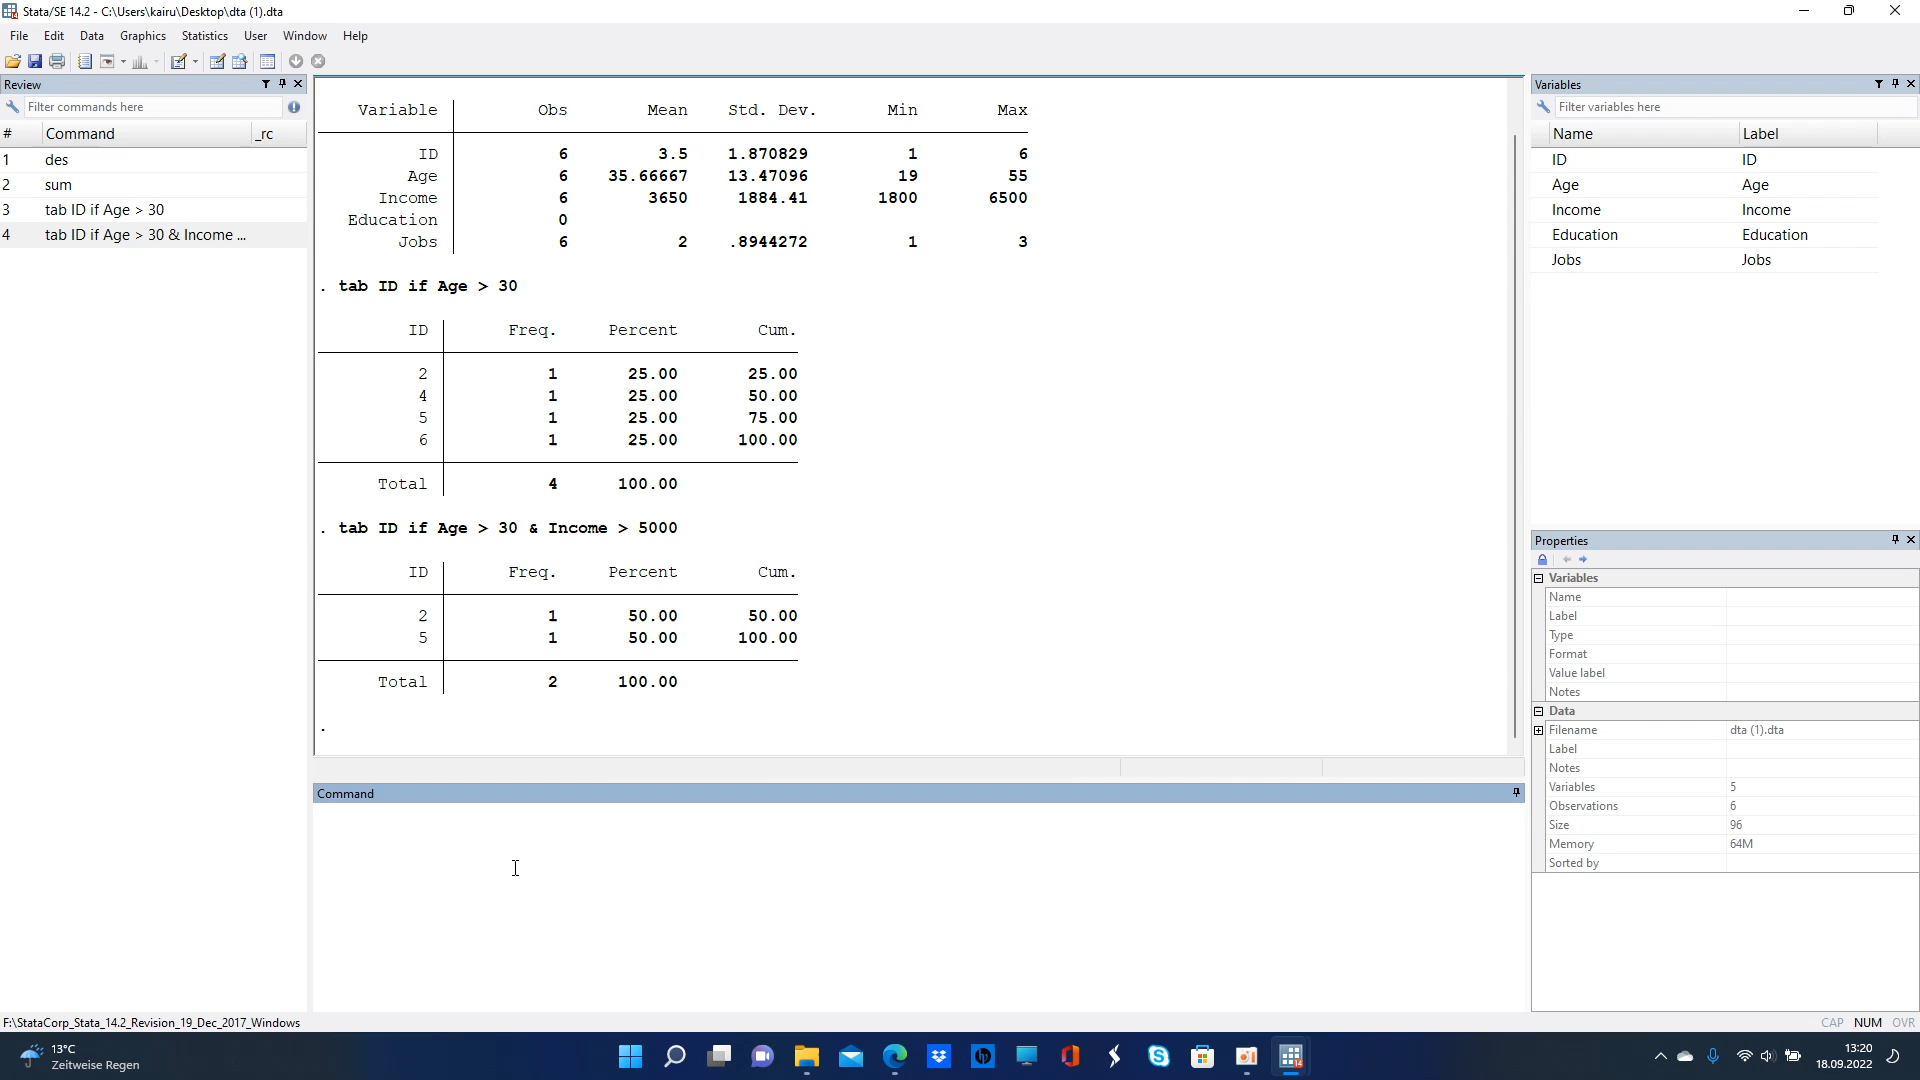 Stata/SE 14.2 - C:\Users\kairu\Desktop\dta (1).dta
File Edit Data Graphics Statistics User Window Help
Review
Filter commands here
# Command _rc
1 des
2 sum
3 tab ID if Age > 30
4 tab ID if Age > 30 & Income ...
Variable Obs Mean Std. Dev. Min Max
ID 6 3.5 1.870829 1 6
Age 6 35.66667 13.47096 19 55
Income 6 3650 1884.41 1800 6500
Education 0
Jobs 6 2 .8944272 1 3
. tab ID if Age > 30
ID Freq. Percent Cum.
2 1 25.00 25.00
4 1 25.00 50.00
5 1 25.00 75.00
6 1 25.00 100.00
Total 4 100.00
. tab ID if Age > 30 & Income > 5000
ID Freq. Percent Cum.
2 1 50.00 50.00
5 1 50.00 100.00
Total 2 100.00
.
Command
Variables
Filter variables here
Name Label
ID ID
Age Age
Income Income
Education Education
Jobs Jobs
Properties
Variables
Name
Label
Type
Format
Value label
Notes
Data
Filename dta (1).dta
Label
Notes
Variables 5
Observations 6
Size 96
Memory 64M
Sorted by
F:\StataCorp_Stata_14.2_Revision_19_Dec_2017_Windows
CAP NUM OVR
13°C
Zeitweise Regen
13:20
18.09.2022